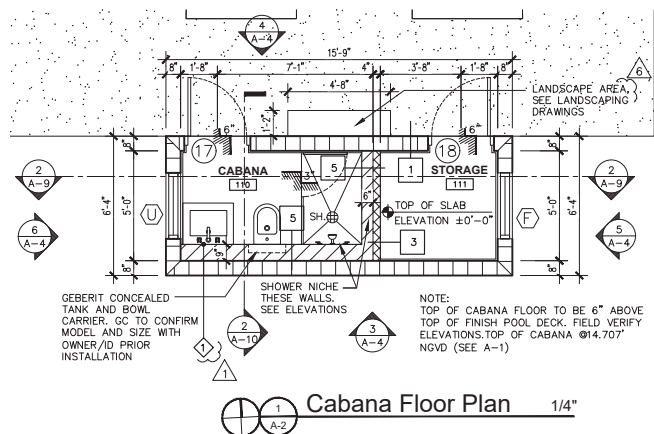 4
A-4
15'-9"
8"
1'-8"
7'-1"
4"
3'-8"
1'-8"
8"
6
4'-8"
LANDSCAPE AREA,
SEE LANDSCAPING
DRAWINGS
1'-2"
6"
6"
17
18
8"
8"
2
A-9
CABANA
110
5
1
STORAGE
111
2
A-9
3"
6'-4"
5'-0"
U
6"
TOP OF SLAB
ELEVATION ±0'-0"
F
5'-0"
6'-4"
6
A-4
5
SH.
3
5
A-4
9"
8"
8"
GEBERIT CONCEALED
TANK AND BOWL
CARRIER. GC TO CONFIRM
MODEL AND SIZE WITH
OWNER/ID PRIOR
INSTALLATION
SHOWER NICHE
THESE WALLS.
SEE ELEVATIONS
NOTE:
TOP OF CABANA FLOOR TO BE 6" ABOVE
TOP OF FINISH POOL DECK. FIELD VERIFY
ELEVATIONS.TOP OF CABANA @14.707'
NGVD (SEE A-1)
1
2
A-10
3
A-4
1
1
A-2
Cabana Floor Plan 1/4"